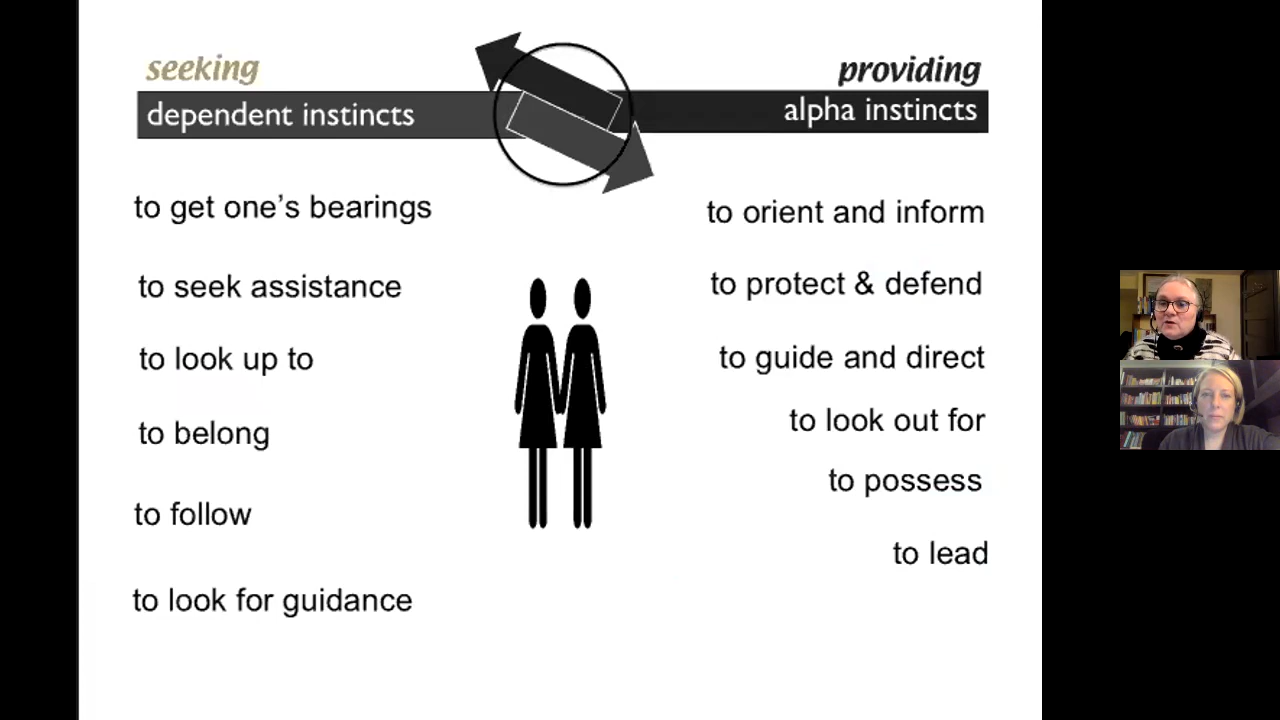 seeking
dependent instincts
providing
alpha instincts
to get one's bearings
to seek assistance
to look up to
to belong
to follow
to look for guidance
to orient and inform
to protect & defend
to guide and direct
to look out for
to possess
to lead